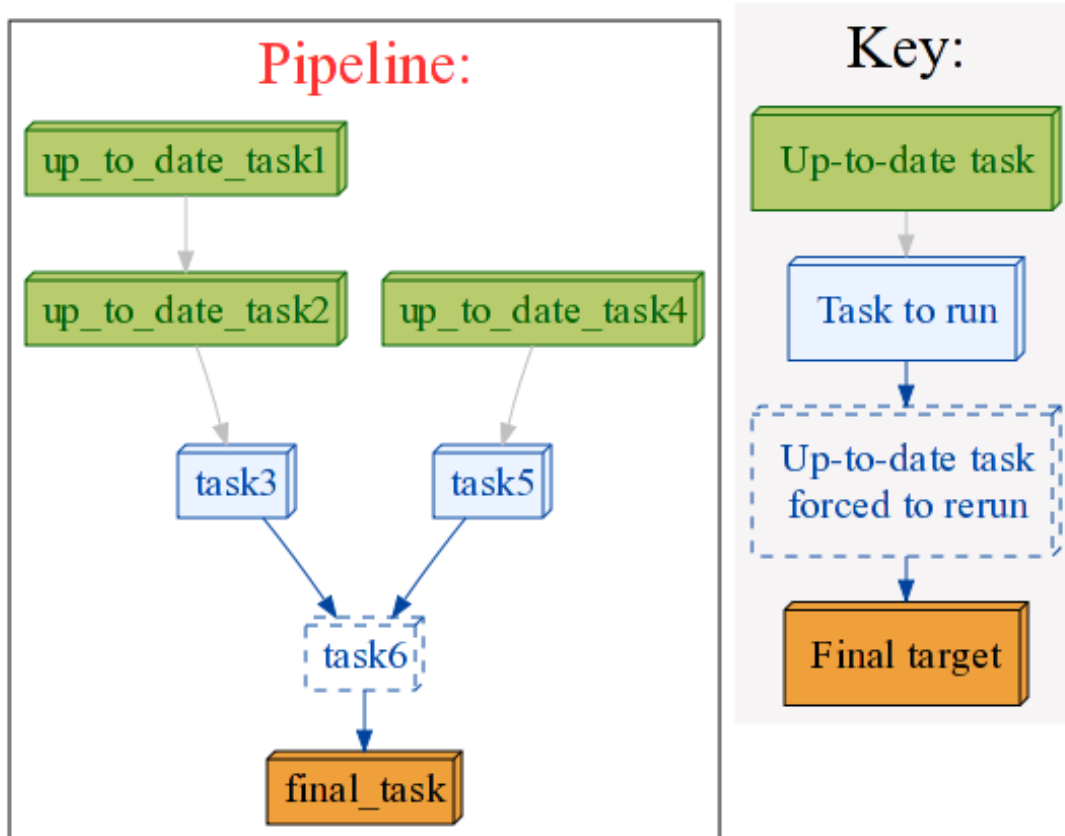 Pipeline:
up_to_date_task1
up_to_date_task2
up_to_date_task4
task3
task5
task6
final_task
Key:
Up-to-date task
Task to run
Up-to-date task
forced to rerun
Final target